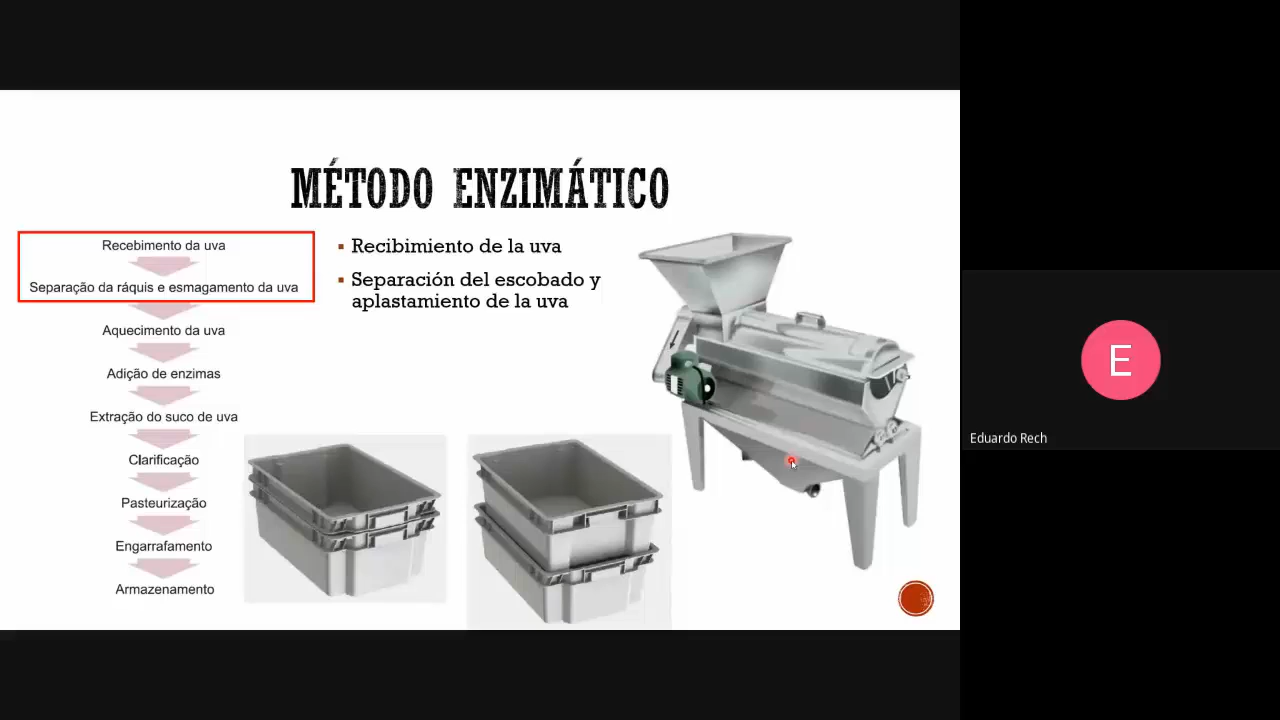 MÉTODO ENZIMÁTICO
Recebimento da uva
Separação da ráquis e esmagamento da uva
Aquecimento da uva
Adição de enzimas
Extração do suco de uva
Clarificação
Pasteurização
Engarrafamento
Armazenamento
▪ Recibimiento de la uva
▪ Separación del escobado y
aplastamiento de la uva
E
Eduardo Rech